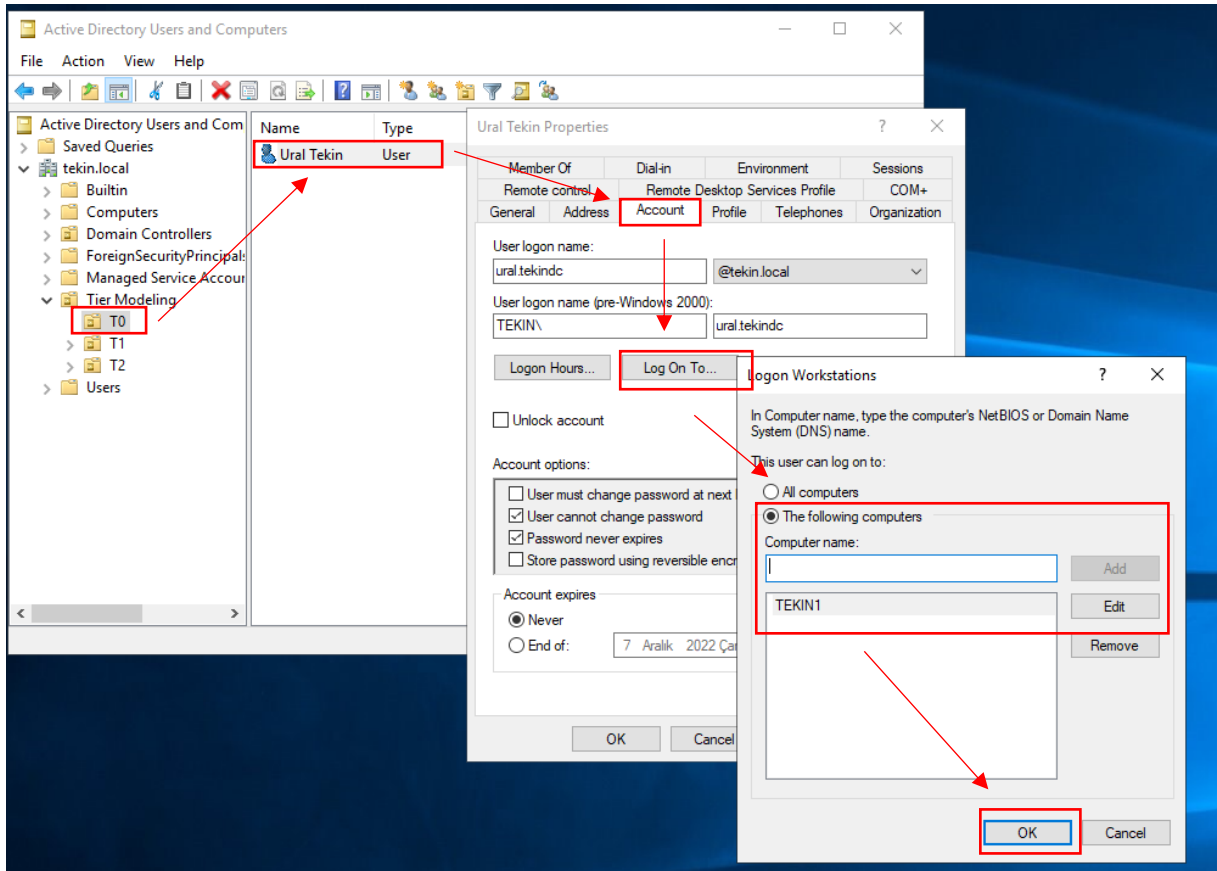 Active Directory Users and Computers
File Action View Help
Active Directory Users and Com
Saved Queries
tekin.local
Builtin
Computers
Domain Controllers
ForeignSecurityPrincipals
Managed Service Accour
Tier Modeling
T0
T1
T2
Users
Name Type
Ural Tekin User
Ural Tekin Properties
Member Of Dial-in Environment Sessions
Remote control Remote Desktop Services Profile COM+
General Address Account Profile Telephones Organization
User logon name:
ural.tekindc @tekin.local
User logon name (pre-Windows 2000):
TEKIN\ ural.tekindc
Logon Hours... Log On To...
Unlock account
Account options:
User must change password at next l
User cannot change password
Password never expires
Store password using reversible encr
Account expires
Never
End of: 7 Aralık 2022 Çar
OK Cancel
Logon Workstations
In Computer name, type the computer's NetBIOS or Domain Name
System (DNS) name.
This user can log on to:
All computers
The following computers
Computer name:
Add
TEKIN1 Edit
Remove
OK Cancel